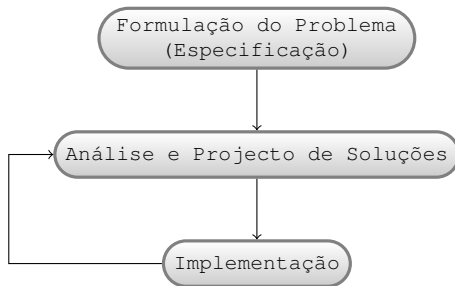 Formulação do Problema
(Especificação)
Análise e Projecto de Soluções
Implementação